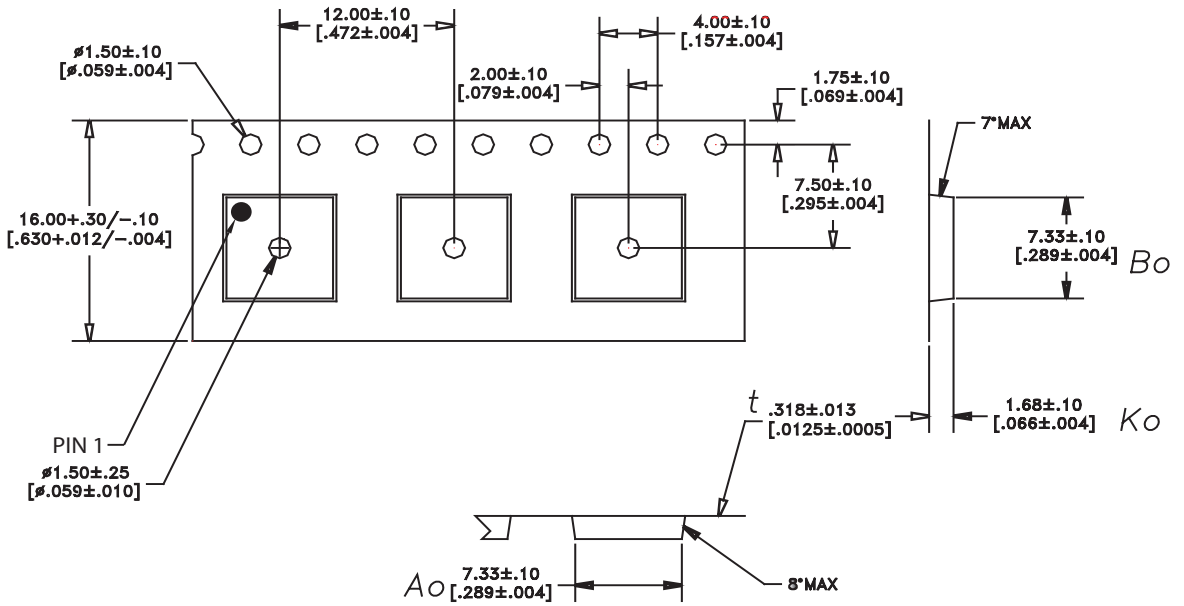 12.00±.10
[.472±.004]
4.00±.10
[.157±.004]
ø1.50±.10
[ø.059±.004]
2.00±.10
[.079±.004]
1.75±.10
[.069±.004]
7°MAX
7.50±.10
[.295±.004]
16.00+.30/-.10
[.630+.012/-.004]
7.33±.10
[.289±.004]
Bo
t
.318±.013
[.0125±.0005]
1.68±.10
[.066±.004]
Ko
PIN 1
ø1.50±.25
[ø.059±.010]
Ao
7.33±.10
[.289±.004]
8°MAX